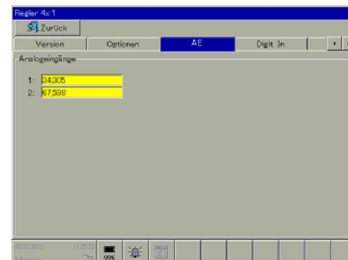 Regler 4x1
Zurück
Version Optionen AE Digit In
Analogeingänge
1: 34,305
2: 67,598